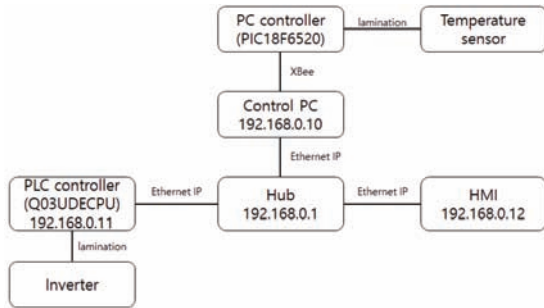 PC controller
(PIC18F6520)
lamination
Temperature
sensor
XBee
Control PC
192.168.0.10
Ethernet IP
PLC controller
(Q03UDECPU)
192.168.0.11
Ethernet IP
Hub
192.168.0.1
Ethernet IP
HMI
192.168.0.12
lamination
Inverter